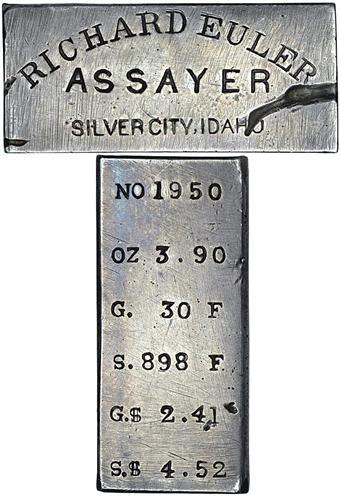 RICHARD EULER
ASSAYER
SILVER CITY, IDAHO
NO 1950
OZ 3.90
G. 30 F
S. 898 F
G.$ 2.41
S.$ 4.52